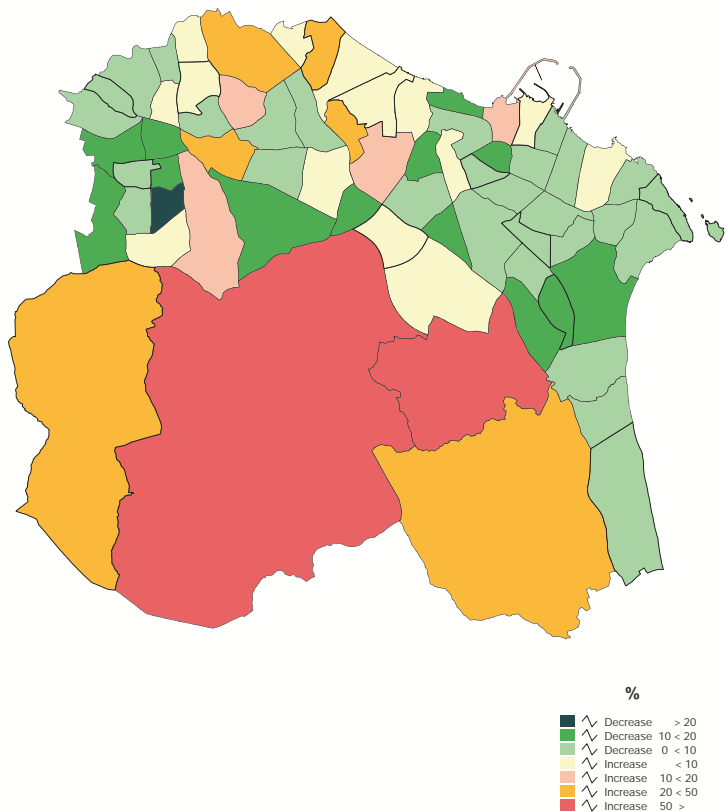 %
Decrease > 20
Decrease 10 < 20
Decrease 0 < 10
Increase < 10
Increase 10 < 20
Increase 20 < 50
Increase 50 >